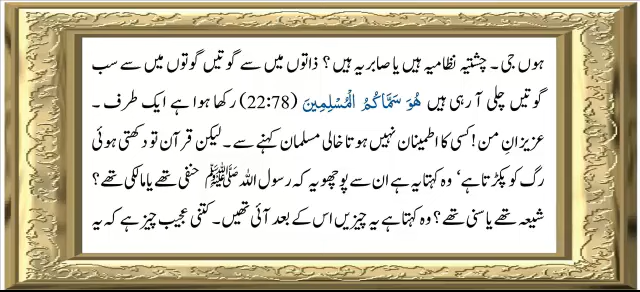 ہوں جی۔ چشتیہ نظامیہ ہیں یا صابریہ ہیں؟ ذاتوں میں سے گوتیں گوتوں میں سے سب
گوتیں چلی آ رہی ہیں هُوَ سَمَّاكُمُ الْمُسْلِمِينَ (22:78) رکھا ہوا ہے ایک طرف۔
عزیزانِ من! کسی کا اطمینان نہیں ہوتا خالی مسلمان کہنے سے۔ لیکن قرآن تو دکھتی ہوئی
رگ کو پکڑتا ہے‘ وہ کہتا یہ ہے ان سے پوچھو یہ کہ رسول اللہ ﷺ حنفی تھے یا مالکی تھے؟
شیعہ تھے یا سنی تھے؟ وہ کہتا ہے یہ چیزیں اس کے بعد آئی تھیں۔ کتنی عجیب چیز ہے کہ یہ